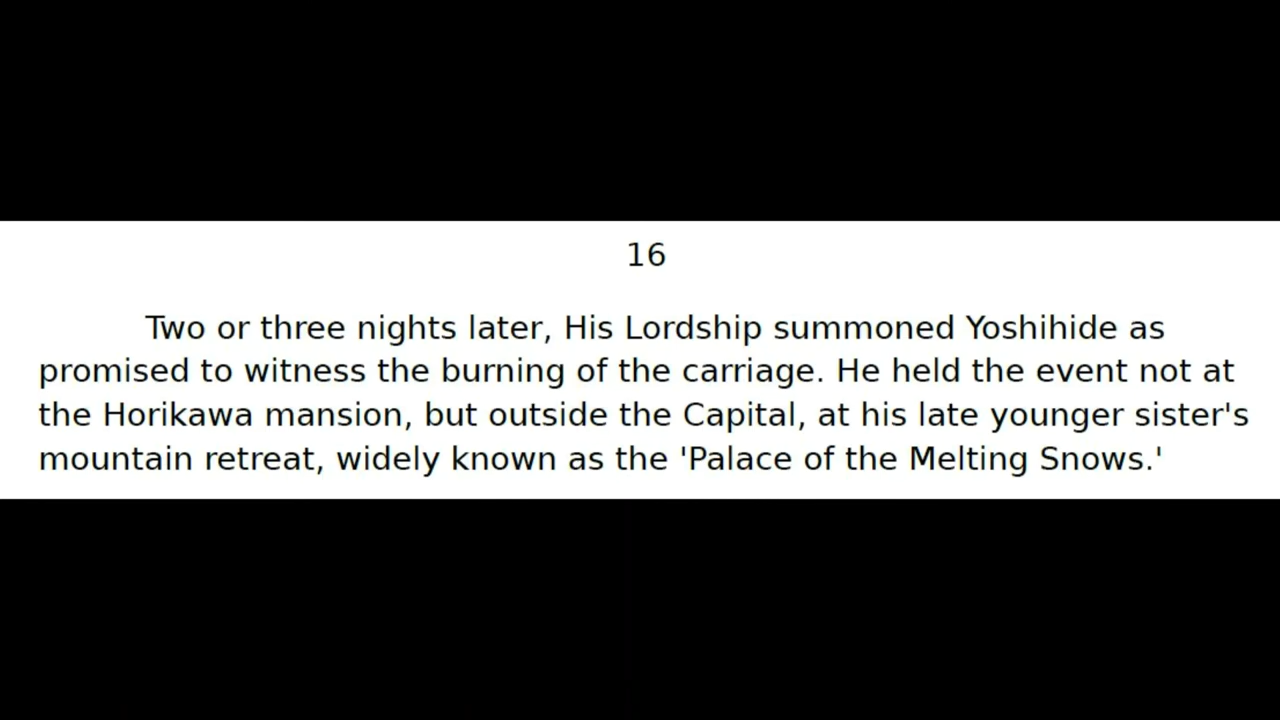 16
Two or three nights later, His Lordship summoned Yoshihide as
promised to witness the burning of the carriage. He held the event not at
the Horikawa mansion, but outside the Capital, at his late younger sister's
mountain retreat, widely known as the 'Palace of the Melting Snows.'